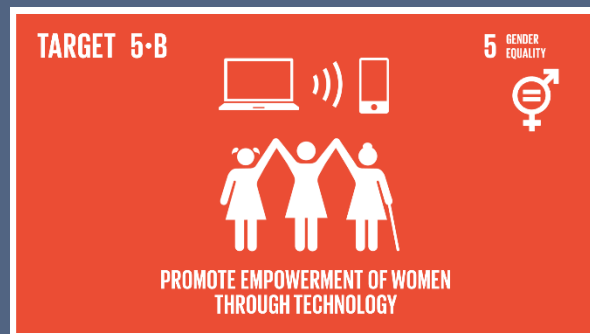 TARGET 5·B
5 GENDER
EQUALITY
PROMOTE EMPOWERMENT OF WOMEN
THROUGH TECHNOLOGY